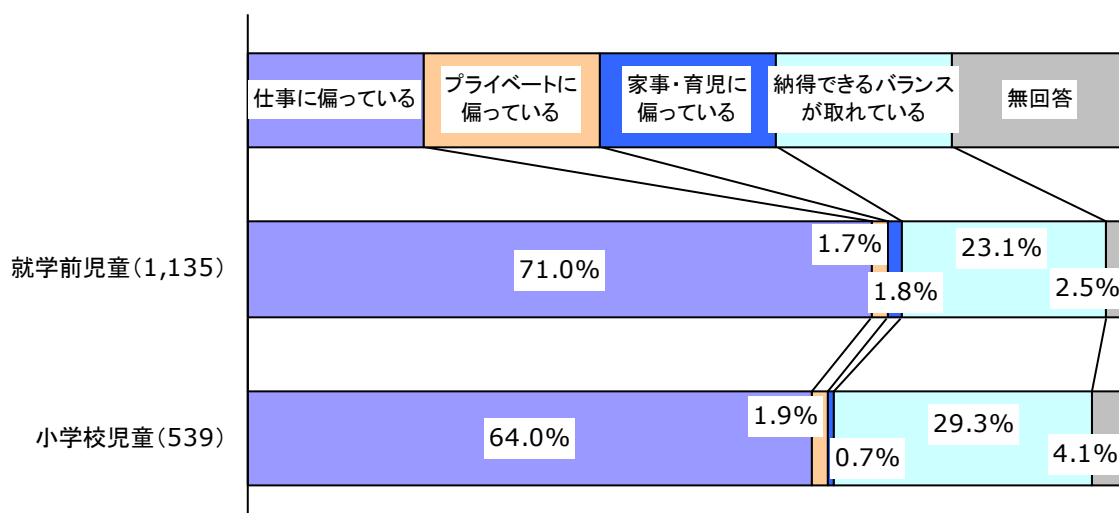 仕事に偏っている
プライベートに
偏っている
家事・育児に
偏っている
納得できるバランス
が取れている
無回答
就学前児童(1,135)
71.0%
1.7%
1.8%
23.1%
2.5%
小学校児童(539)
64.0%
1.9%
0.7%
29.3%
4.1%